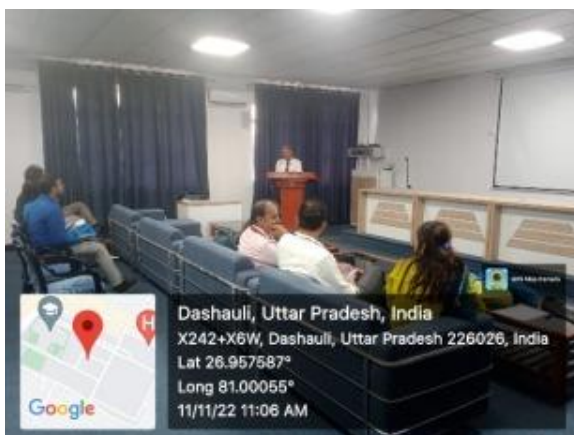 Dashauli, Uttar Pradesh, India
X242+X6W, Dashauli, Uttar Pradesh 226026, India
Lat 26.957587°
Long 81.00055°
11/11/22 11:06 AM
H
Google